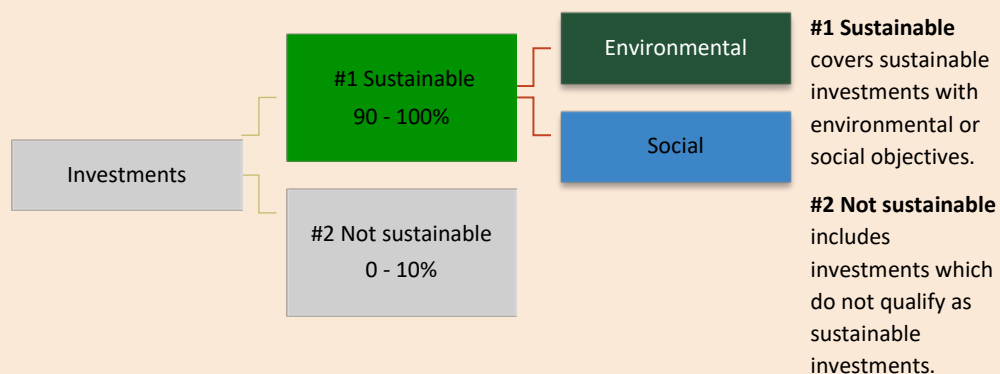 Investments
#1 Sustainable
90 - 100%
#2 Not sustainable
0 - 10%
Environmental
Social
#1 Sustainable
covers sustainable
investments with
environmental or
social objectives.
#2 Not sustainable
includes
investments which
do not qualify as
sustainable
investments.